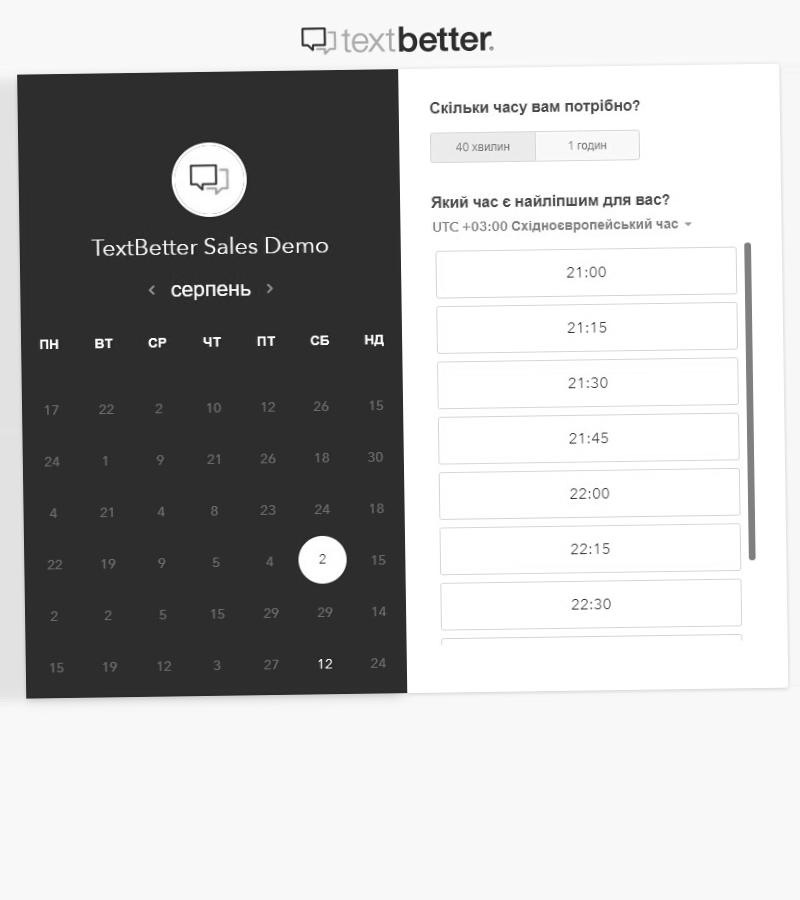 textbetter.
TextBetter Sales Demo
серпень
ПН ВТ СР ЧТ ПТ СБ НД
17 22 2 10 12 26 15
24 1 9 21 26 18 30
4 21 4 8 23 24 18
22 19 9 5 4 2 15
2 2 5 15 29 29 14
15 19 12 3 27 12 24
Скільки часу вам потрібно?
40 хвилин 1 годин
Який час є найліпшим для вас?
UTC +03:00 Східноєвропейський час
21:00
21:15
21:30
21:45
22:00
22:15
22:30